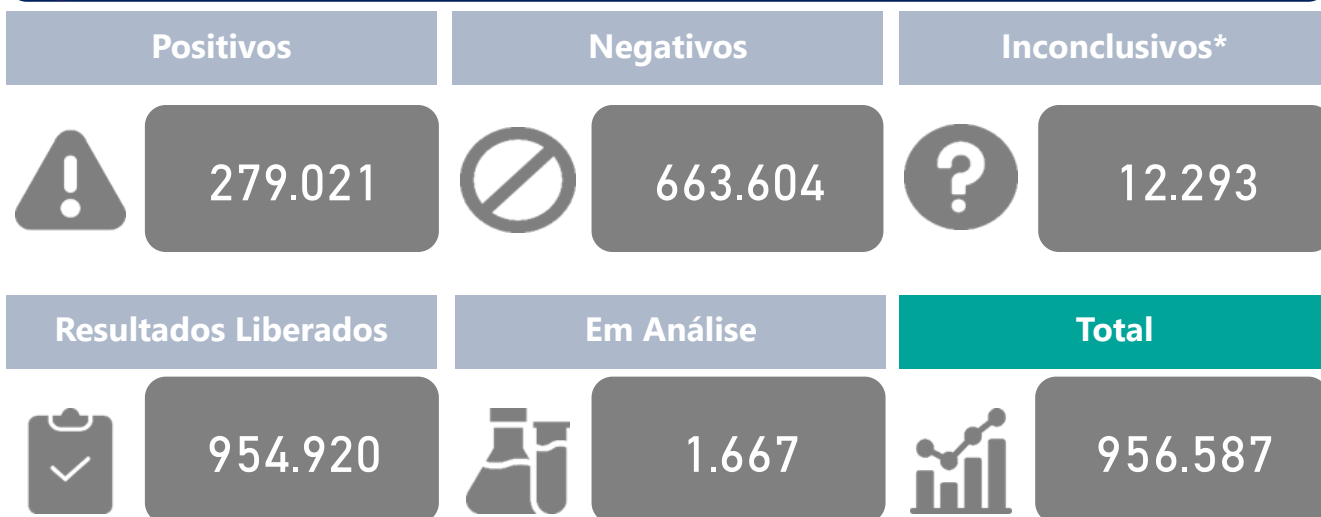 Positivos
Negativos
Inconclusivos*
279.021
663.604
12.293
Resultados Liberados
Em Análise
Total
954.920
1.667
956.587